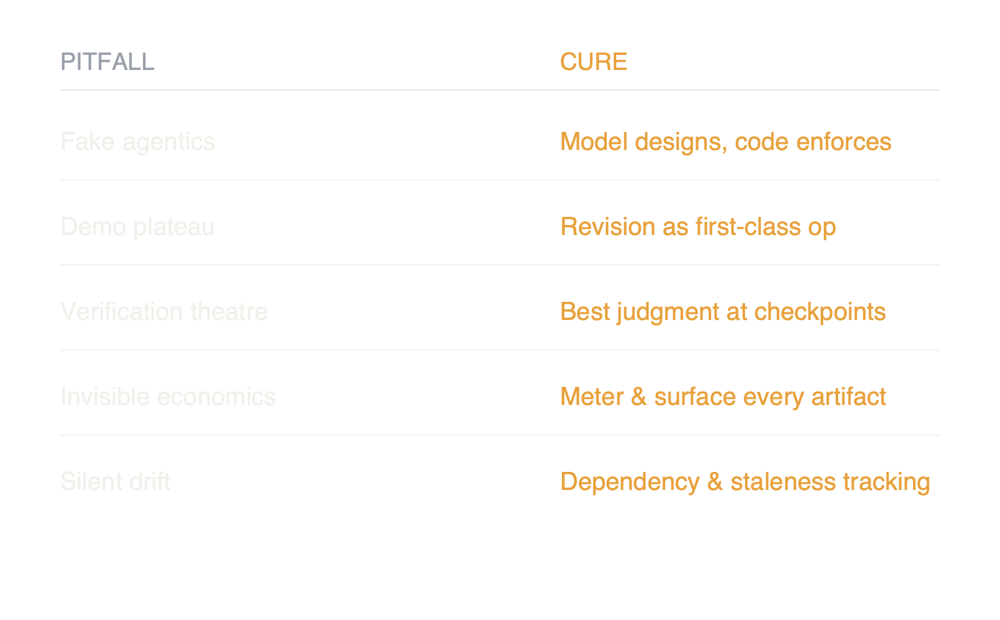 PITFALL CURE
Fake agentics Model designs, code enforces
Demo plateau Revision as first-class op
Verification theatre Best judgment at checkpoints
Invisible economics Meter & surface every artifact
Silent drift Dependency & staleness tracking